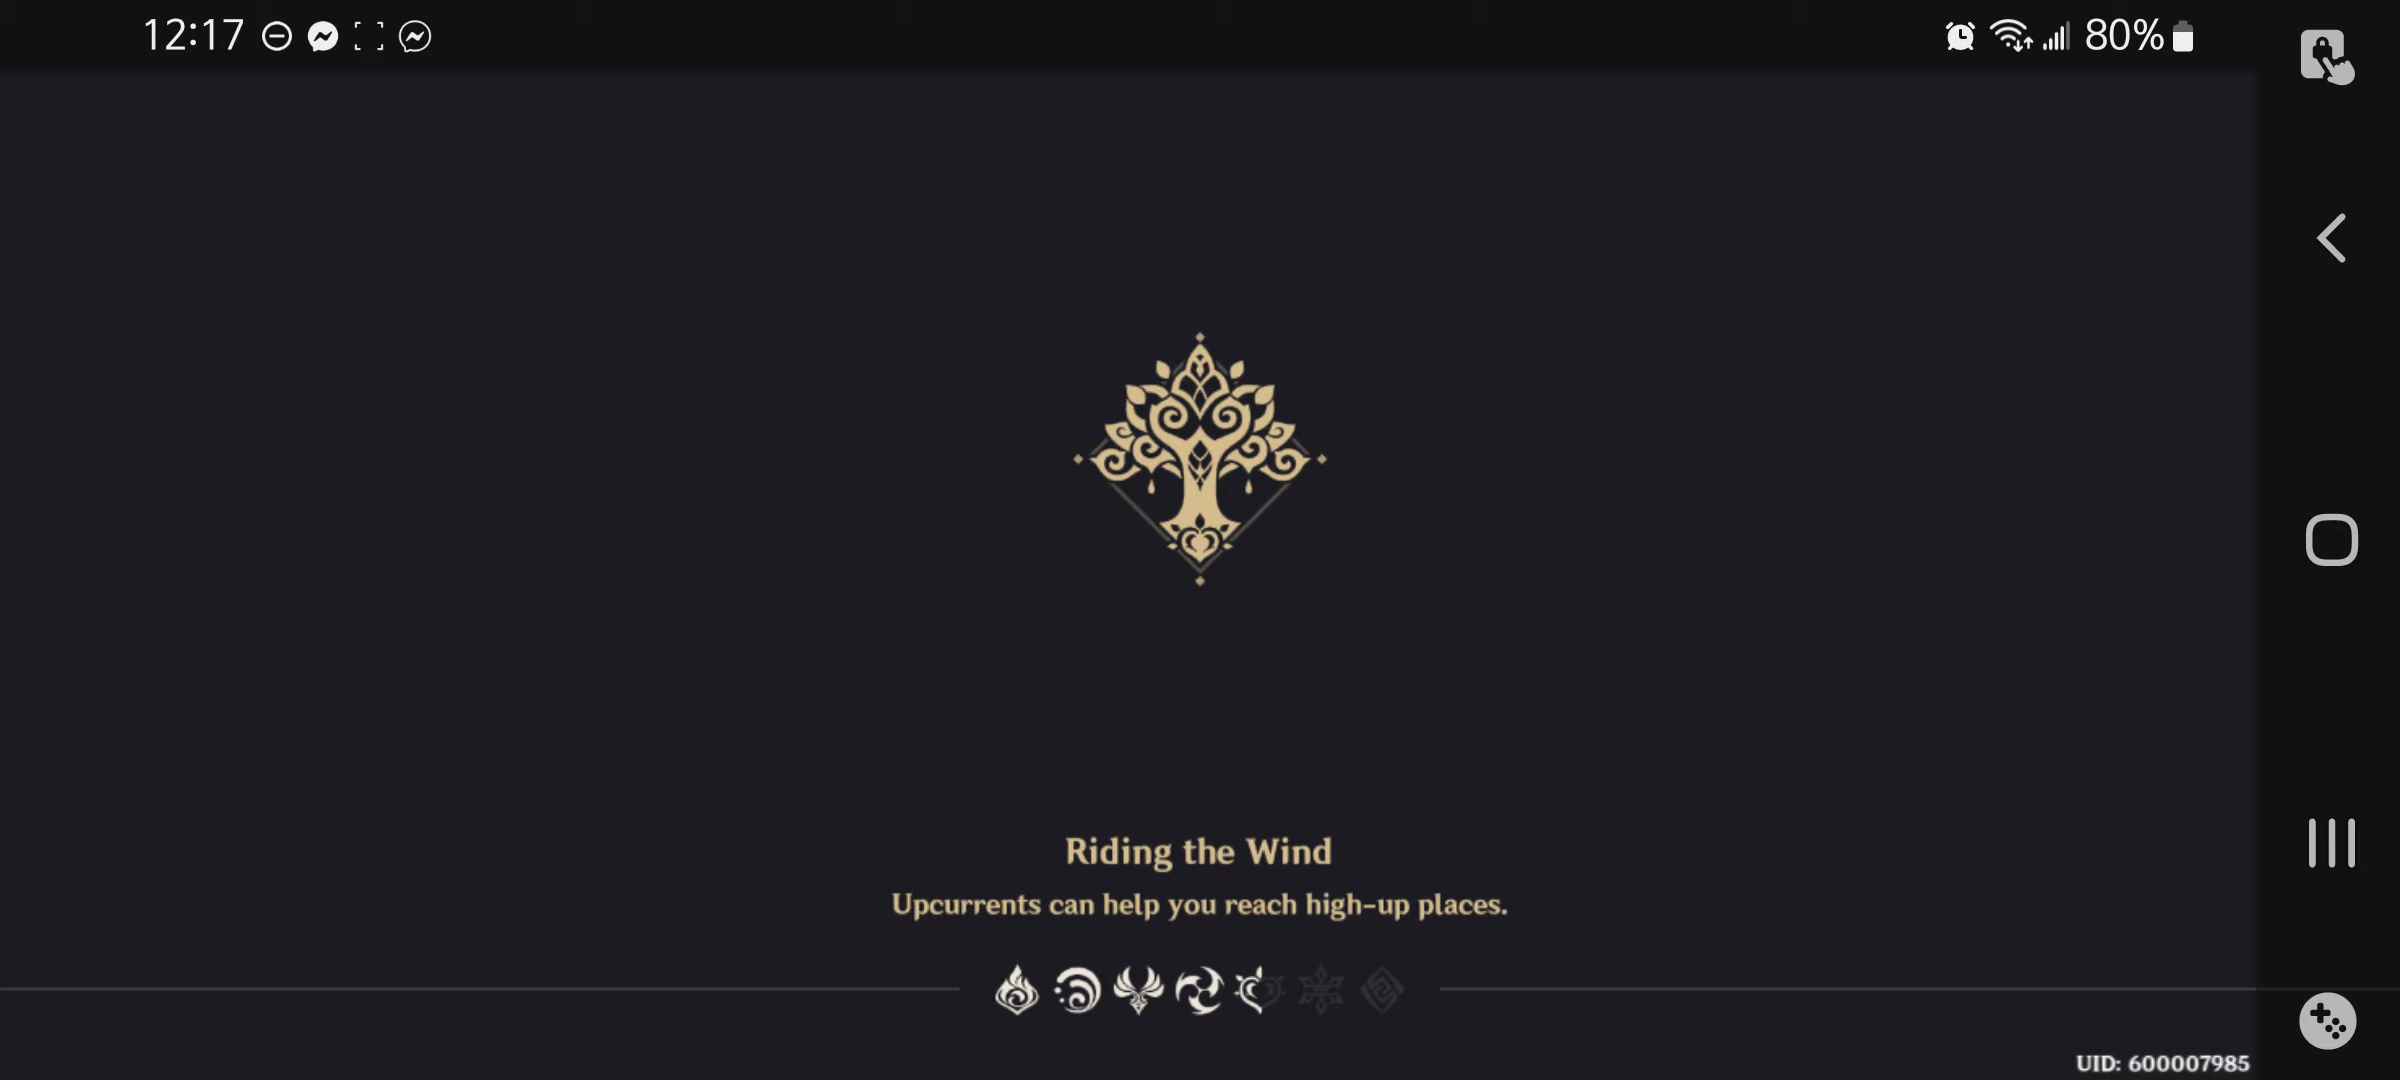 12:17
80%
Riding the Wind
Upcurrents can help you reach high-up places.
UID: 600007985